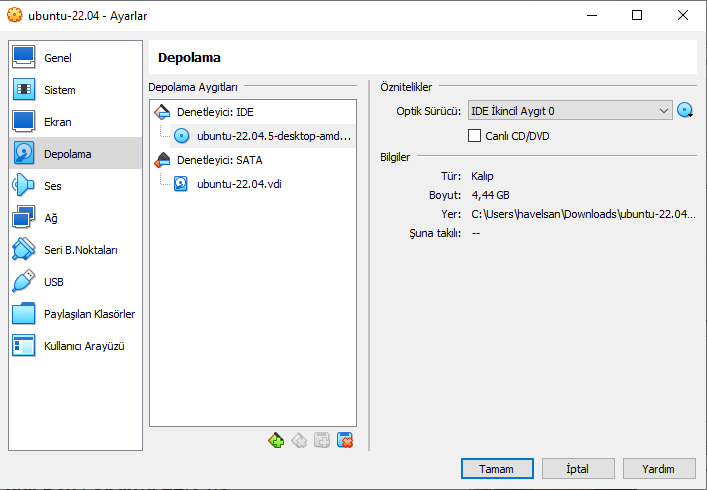 ubuntu-22.04 - Ayarlar
Genel
Sistem
Ekran
Depolama
Ses
Ağ
Seri B.Noktaları
USB
Paylaşılan Klasörler
Kullanıcı Arayüzü
Depolama
Depolama Aygıtları
Denetleyici: IDE
ubuntu-22.04.5-desktop-amd...
Denetleyici: SATA
ubuntu-22.04.vdi
Öznitelikler
Optik Sürücü: IDE İkincil Aygıt 0
Canlı CD/DVD
Bilgiler
Tür: Kalıp
Boyut: 4,44 GB
Yer: C:\Users\havelsan\Downloads\ubuntu-22.04...
Şuna takılı: --
Tamam
İptal
Yardım